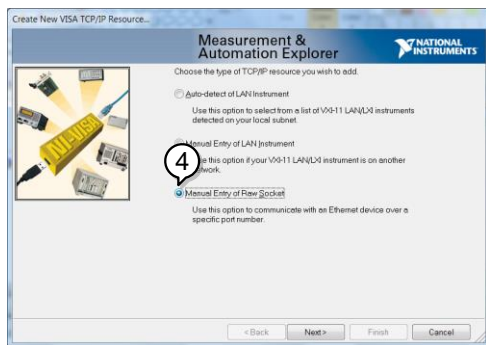 Create New VISA TCP/IP Resource...
Measurement &
Automation Explorer
NATIONAL
INSTRUMENTS
Choose the type of TCP/IP resource you wish to add.
Auto-detect of LAN Instrument
Use this option to select from a list of VXI-11 LAN/LXI instruments
detected on your local subnet.
Manual Entry of LAN Instrument
this option if your VXI-11 LAN/LXI instrument is on another
4
Manual Entry of Raw Socket
Use this option to communicate with an Ethernet device over a
specific port number.
NI-VISA
< Back
Next >
Finish
Cancel